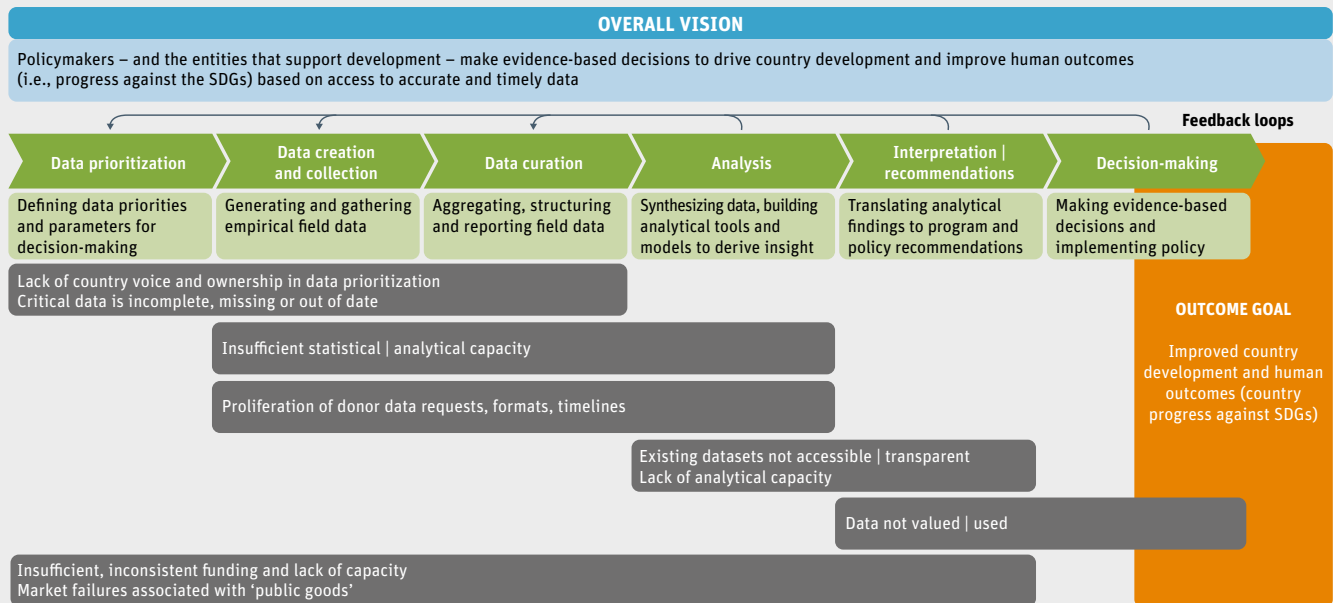 OVERALL VISION
Policymakers – and the entities that support development – make evidence-based decisions to drive country development and improve human outcomes
(i.e., progress against the SDGs) based on access to accurate and timely data
Feedback loops
Data prioritization
Data creation
and collection
Data curation
Analysis
Interpretation |
recommendations
Decision-making
Defining data priorities
and parameters for
decision-making
Generating and gathering
empirical field data
Aggregating, structuring
and reporting field data
Synthesizing data, building
analytical tools and
models to derive insight
Translating analytical
findings to program and
policy recommendations
Making evidence-based
decisions and
implementing policy
Lack of country voice and ownership in data prioritization
Critical data is incomplete, missing or out of date
Insufficient statistical | analytical capacity
Proliferation of donor data requests, formats, timelines
Existing datasets not accessible | transparent
Lack of analytical capacity
Data not valued | used
Insufficient, inconsistent funding and lack of capacity
Market failures associated with ‘public goods’
OUTCOME GOAL
Improved country
development and human
outcomes (country
progress against SDGs)